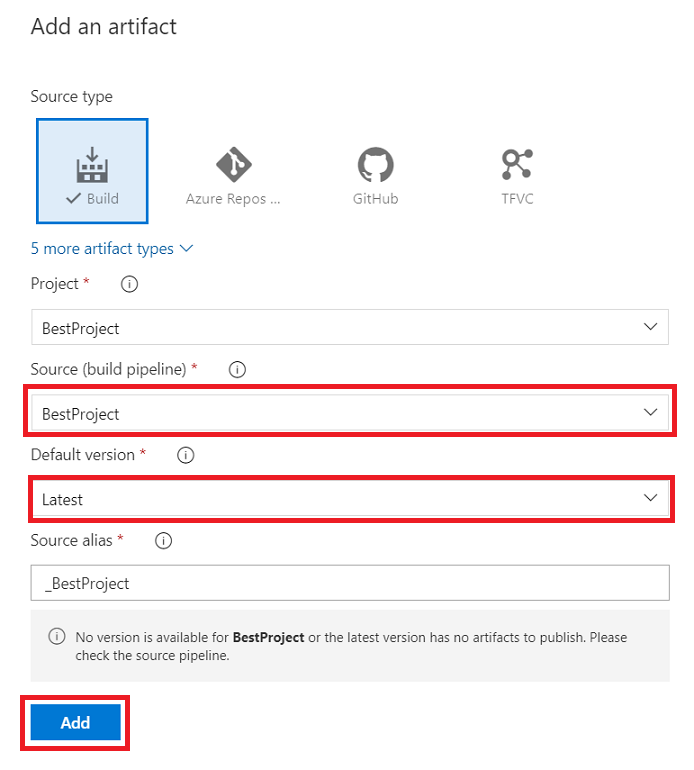 Add an artifact
Source type
Build
Azure Repos ...
GitHub
TFVC
5 more artifact types
Project *
BestProject
Source (build pipeline) *
BestProject
Default version *
Latest
Source alias *
_BestProject
No version is available for BestProject or the latest version has no artifacts to publish. Please
check the source pipeline.
Add